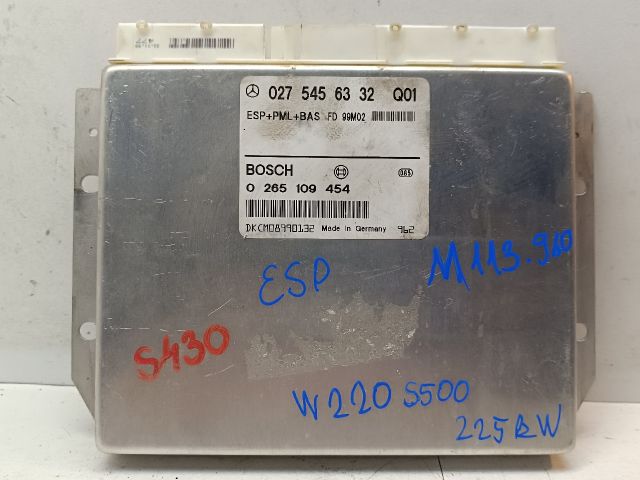 027 545 63 32 Q01
ESP+PML+BAS FD 99M02
BOSCH
0 265 109 454
DKCM08990132 Made in Germany 962
ESP
M113.960
S430
W220 S500
225kW